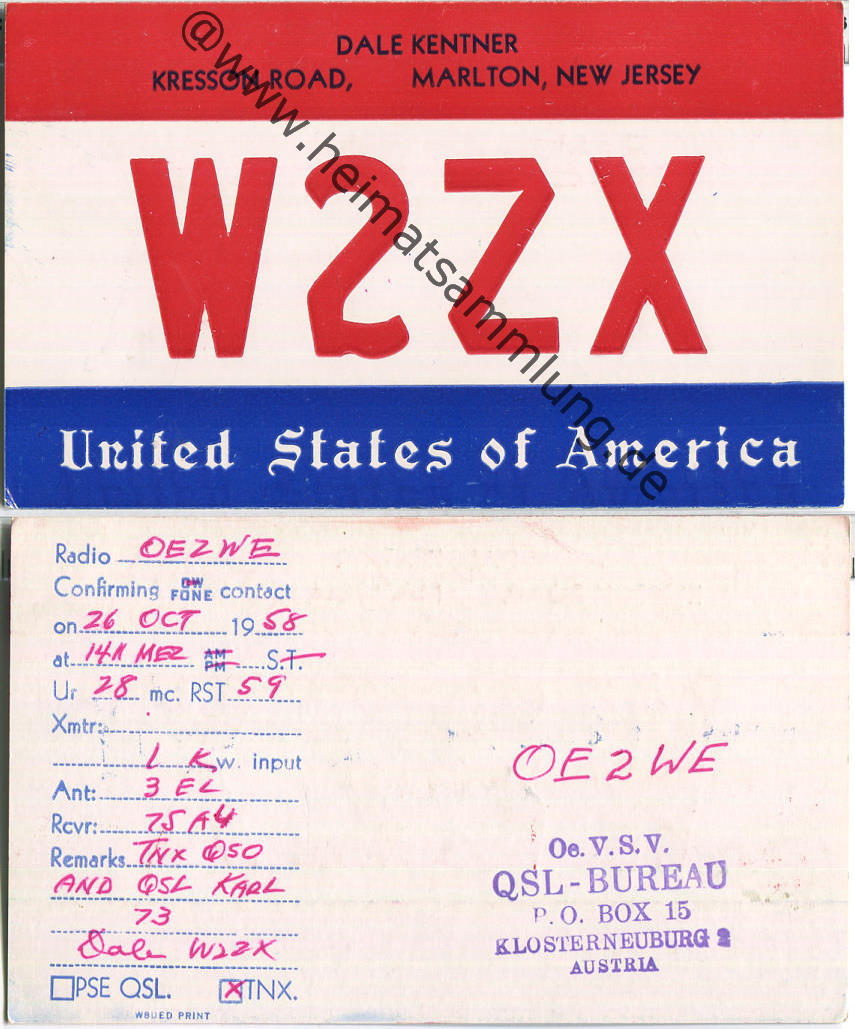 DALE KENTNER
KRESSON ROAD, MARLTON, NEW JERSEY
@www.heimatsammlung.de
W2ZX
United States of America
Radio OE2WE
Confirming CW FONE contact
on 26 OCT 1958
at AM PM S.T.
Ur 28 mc. RST 59
Xmtr:
1 Kw. input
Ant: 3 EL
Rcvr: 75A4
Remarks TNX QSO
AND QSL KARL
73
Dale W2ZX
PSE QSL. X TNX.
W8UED PRINT
OE2WE
Oe. V. S. V.
QSL-BUREAU
P. O. BOX 15
KLOSTERNEUBURG 2
AUSTRIA